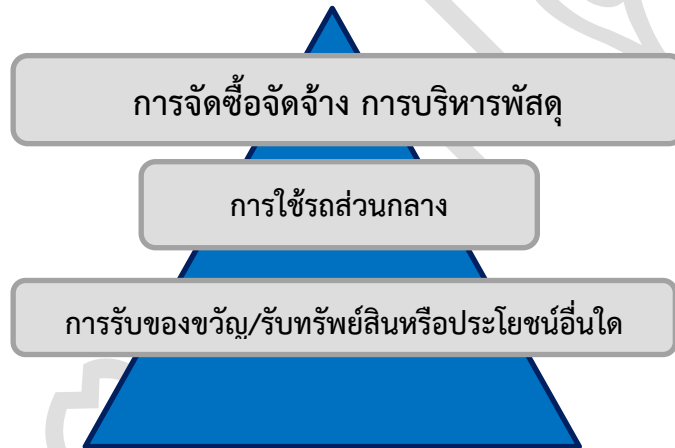 การจัดซื้อจัดจ้าง การบริหารพัสดุ
การใช้รถส่วนกลาง
การรับของขวัญ/รับทรัพย์สินหรือประโยชน์อื่นใด